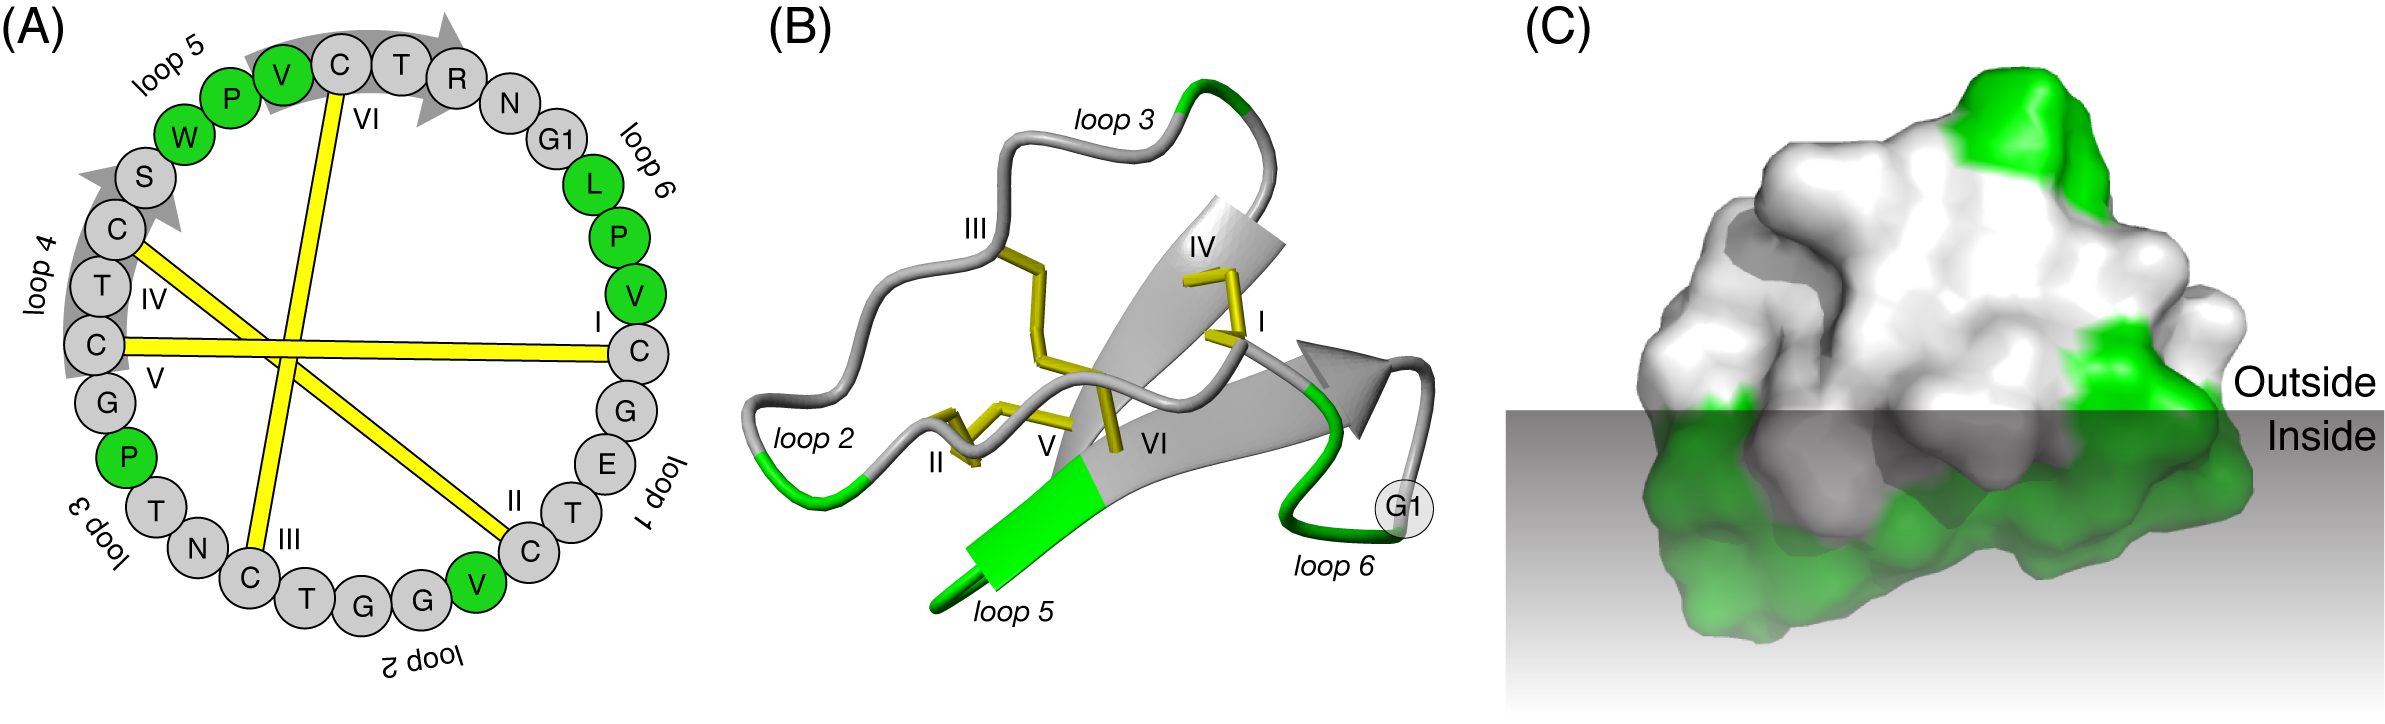 (A)
loop 5
V
C
T
R
N
G1
L
P
V
C
G
E
T
C
V
G
G
T
C
N
T
P
G
C
T
C
S
W
P
loop 6
loop 1
loop 2
loop 3
loop 4
VI
I
II
III
V
IV
(B)
loop 3
III
IV
I
loop 2
II
V
VI
G1
loop 6
loop 5
(C)
Outside
Inside